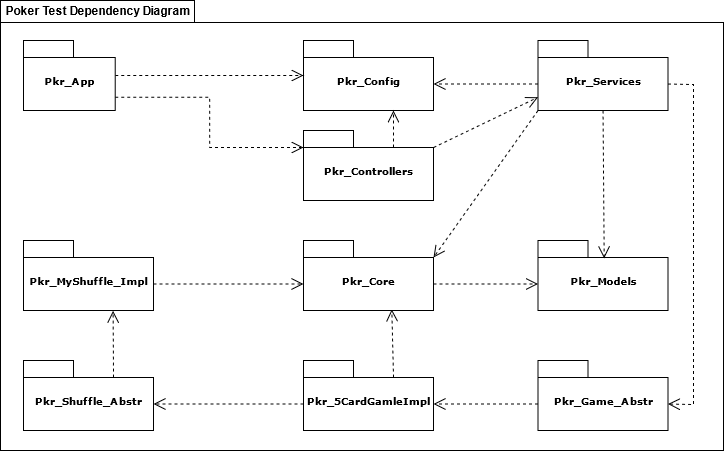 Poker Test Dependency Diagram
Pkr_App
Pkr_Config
Pkr_Services
Pkr_Controllers
Pkr_MyShuffle_Impl
Pkr_Core
Pkr_Models
Pkr_Shuffle_Abstr
Pkr_5CardGamleImpl
Pkr_Game_Abstr